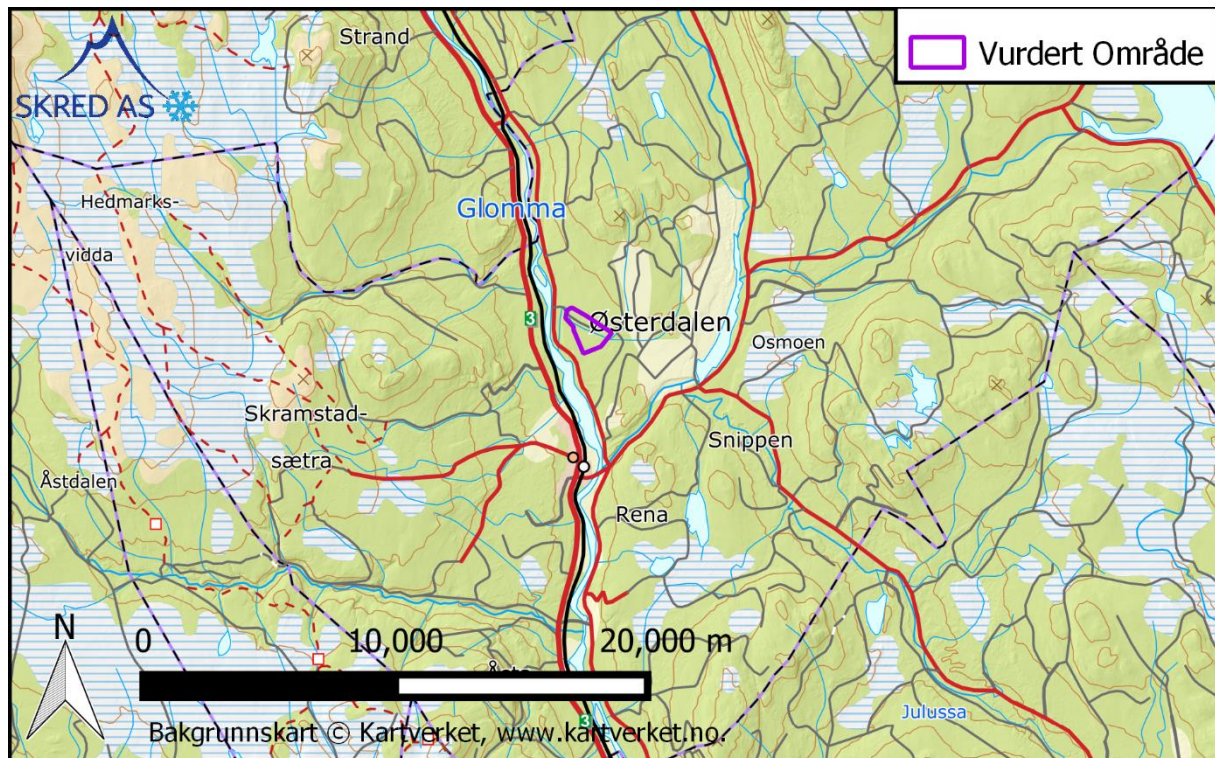 Strand
Vurdert Område
SKRED AS
Hedmarks-
vidda
Glomma
3
Østerdalen
Osmoen
Skramstad-
sætra
Snippen
Åstdalen
Rena
N
0 10,000 20,000 m
Åsta
Julussa
3
Bakgrunnskart © Kartverket, www.kartverket.no.